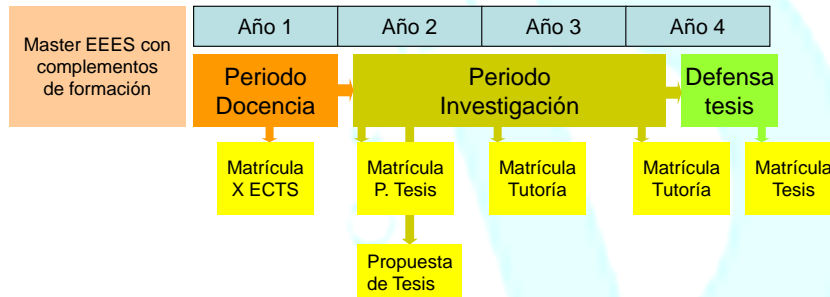 Master EEES con
complementos
de formación
Año 1
Año 2
Año 3
Año 4
Periodo
Docencia
Periodo
Investigación
Defensa
tesis
Matrícula
X ECTS
Matrícula
P. Tesis
Matrícula
Tutoría
Matrícula
Tutoría
Matrícula
Tesis
Propuesta
de Tesis